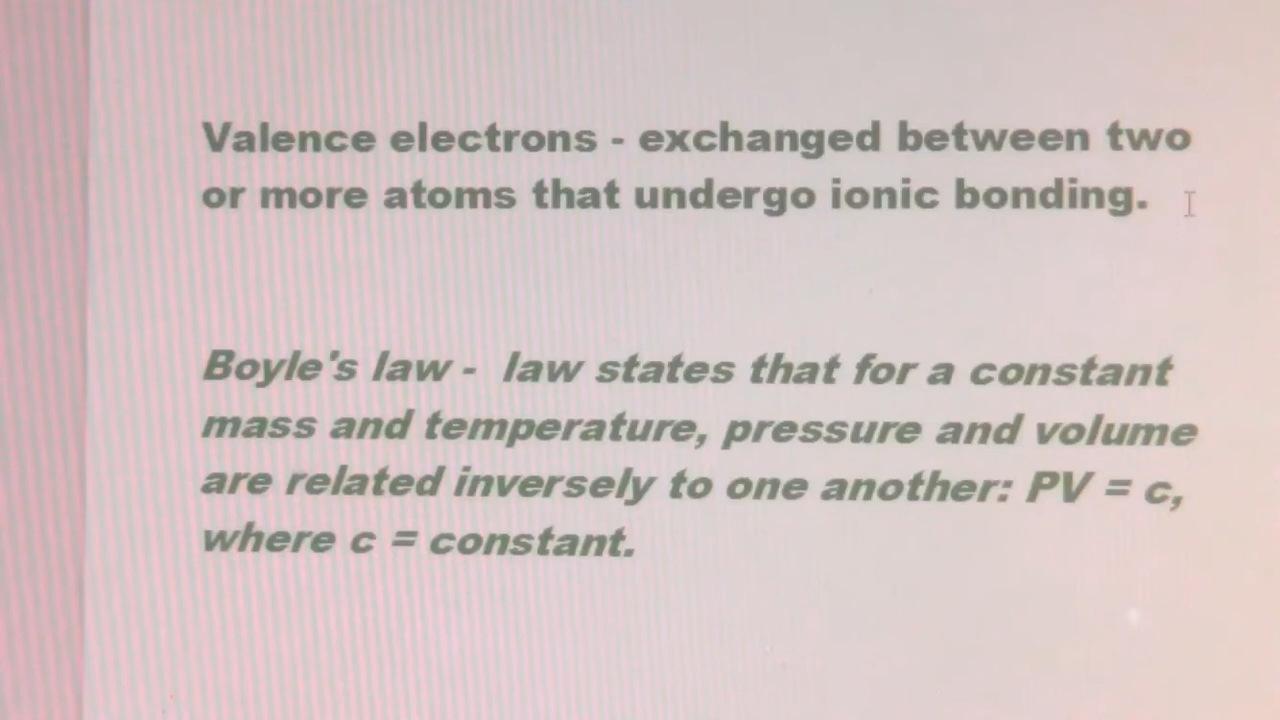 Valence electrons - exchanged between two
or more atoms that undergo ionic bonding.
Boyle's law - law states that for a constant
mass and temperature, pressure and volume
are related inversely to one another: PV = c,
where c = constant.